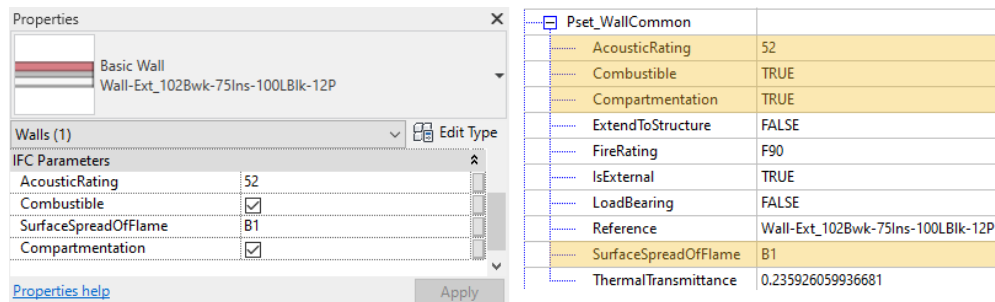 Properties
Basic Wall
Wall-Ext_102Bwk-75Ins-100LBlk-12P
Walls (1)
Edit Type
IFC Parameters
AcousticRating 52
Combustible
SurfaceSpreadOfFlame B1
Compartmentation
Properties help
Apply
Pset_WallCommon
AcousticRating 52
Combustible TRUE
Compartmentation TRUE
ExtendToStructure FALSE
FireRating F90
IsExternal TRUE
LoadBearing FALSE
Reference Wall-Ext_102Bwk-75Ins-100LBlk-12P
SurfaceSpreadOfFlame B1
ThermalTransmittance 0.235926059936681